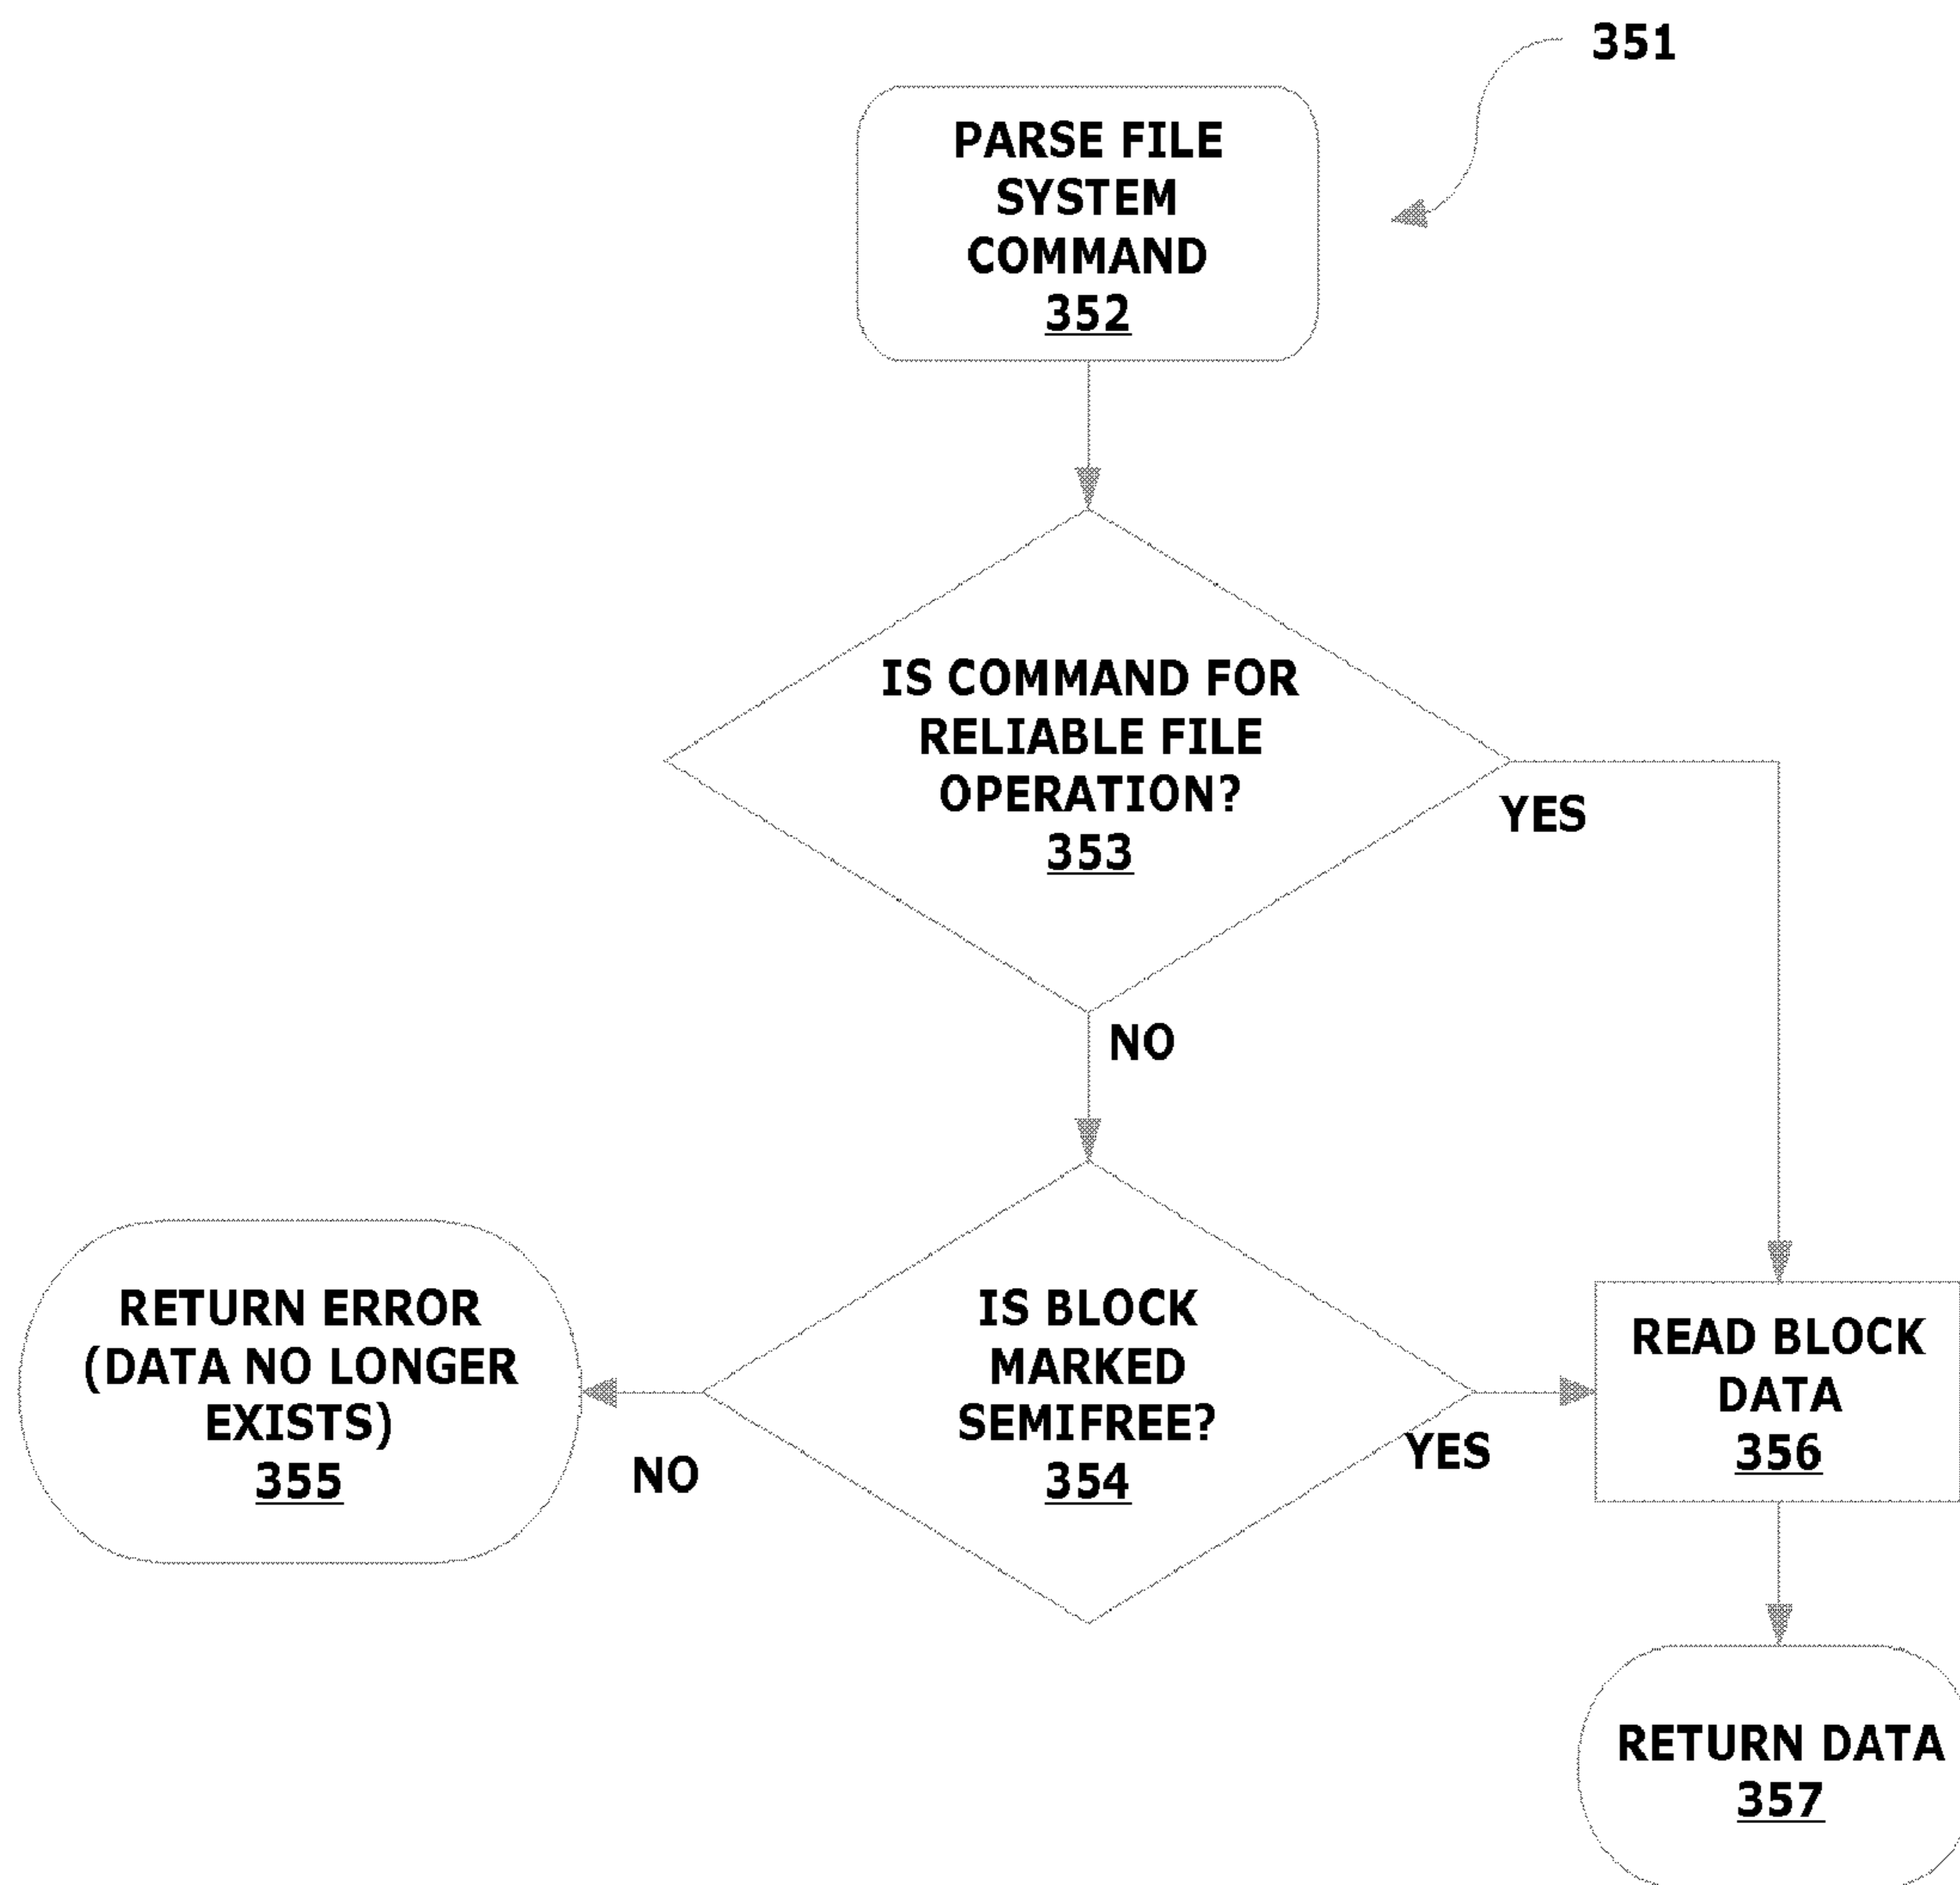 351
PARSE FILE
SYSTEM
COMMAND
352
IS COMMAND FOR
RELIABLE FILE
OPERATION?
353
YES
NO
IS BLOCK
MARKED
SEMIFREE?
354
NO
YES
RETURN ERROR
(DATA NO LONGER
EXISTS)
355
READ BLOCK
DATA
356
RETURN DATA
357